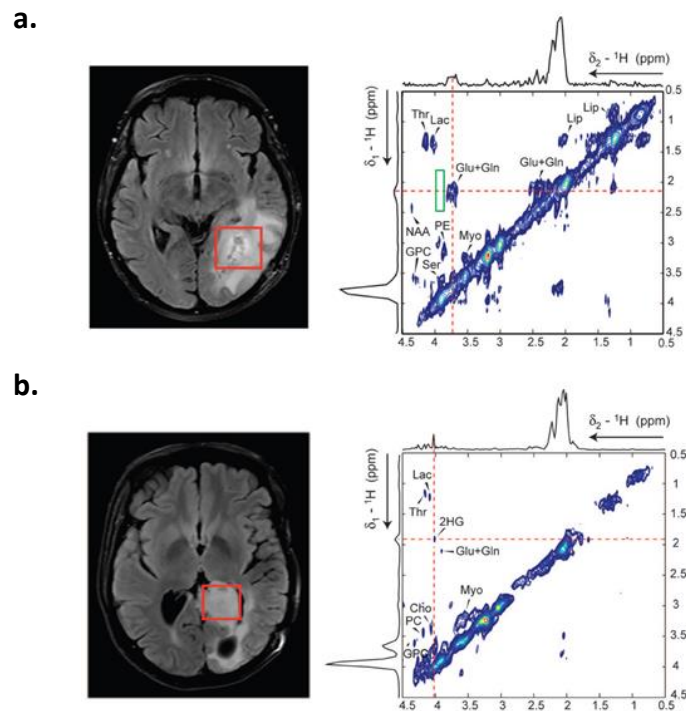 a.
δ2 - ¹H (ppm)
δ1 - ¹H (ppm)
Thr
Lac
Lip
Lip
Glu+Gln
Glu+Gln
NAA
PE
GPC
Myo
Ser
0.5
1
1.5
2
2.5
3
3.5
4
4.5
4.5 4 3.5 3 2.5 2 1.5 1 0.5
b.
δ2 - ¹H (ppm)
δ1 - ¹H (ppm)
Lac
Thr
2HG
Glu+Gln
Cho
Myo
PC
GPC
0.5
1
1.5
2
2.5
3
3.5
4
4.5
4.5 4 3.5 3 2.5 2 1.5 1 0.5